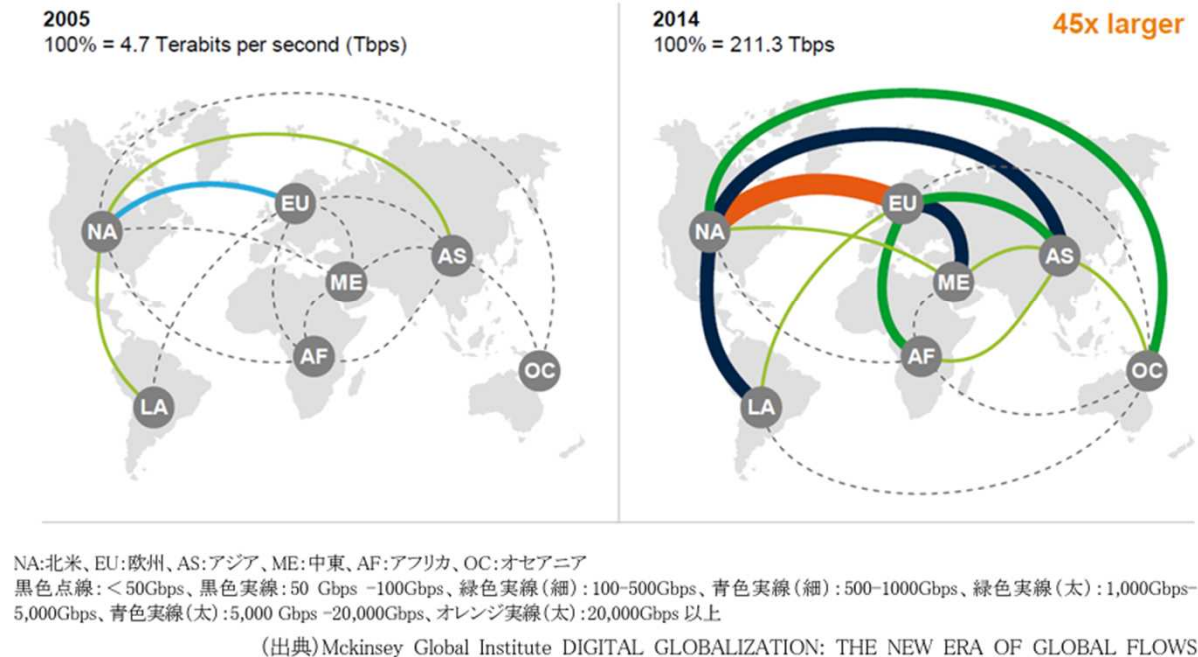 2005
100% = 4.7 Terabits per second (Tbps)
NA
EU
AS
ME
AF
OC
LA
2014
100% = 211.3 Tbps
45x larger
NA
EU
AS
ME
AF
OC
LA
NA:北米、EU:欧州、AS:アジア、ME:中東、AF:アフリカ、OC:オセアニア
黒色点線:<50Gbps、黒色実線:50 Gbps -100Gbps、緑色実線(細):100-500Gbps、青色実線(細):500-1000Gbps、緑色実線(太):1,000Gbps-
5,000Gbps、青色実線(太):5,000 Gbps -20,000Gbps、オレンジ実線(太):20,000Gbps 以上
(出典)Mckinsey Global Institute DIGITAL GLOBALIZATION: THE NEW ERA OF GLOBAL FLOWS